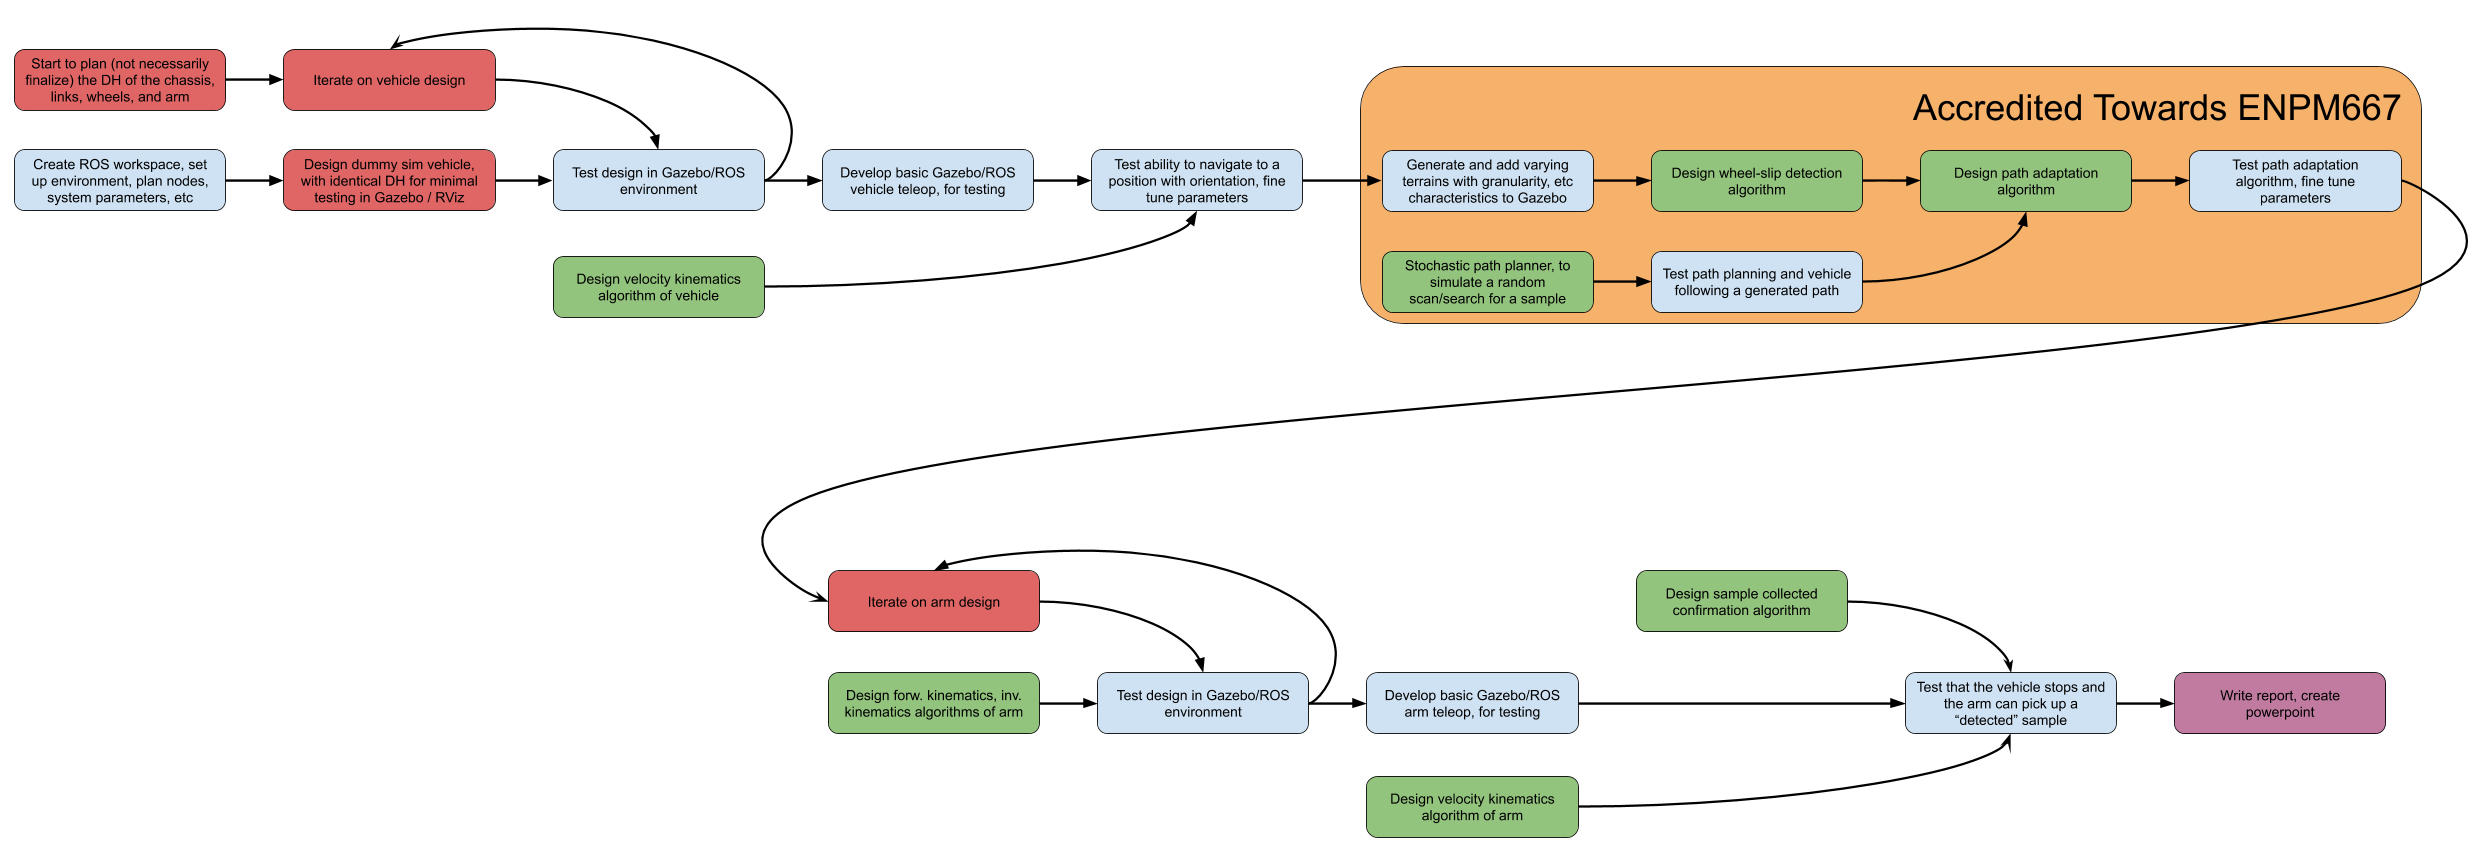 Start to plan (not necessarily
finalize) the DH of the chassis,
links, wheels, and arm
Iterate on vehicle design
Accredited Towards ENPM667
Create ROS workspace, set
up environment, plan nodes,
system parameters, etc
Design dummy sim vehicle,
with identical DH for minimal
testing in Gazebo / RViz
Test design in Gazebo/ROS
environment
Develop basic Gazebo/ROS
vehicle teleop, for testing
Test ability to navigate to a
position with orientation, fine
tune parameters
Generate and add varying
terrains with granularity, etc
characteristics to Gazebo
Design wheel-slip detection
algorithm
Design path adaptation
algorithm
Test path adaptation
algorithm, fine tune
parameters
Design velocity kinematics
algorithm of vehicle
Stochastic path planner, to
simulate a random
scan/search for a sample
Test path planning and vehicle
following a generated path
Iterate on arm design
Design sample collected
confirmation algorithm
Design forw. kinematics, inv.
kinematics algorithms of arm
Test design in Gazebo/ROS
environment
Develop basic Gazebo/ROS
arm teleop, for testing
Test that the vehicle stops and
the arm can pick up a
“detected” sample
Write report, create
powerpoint
Design velocity kinematics
algorithm of arm